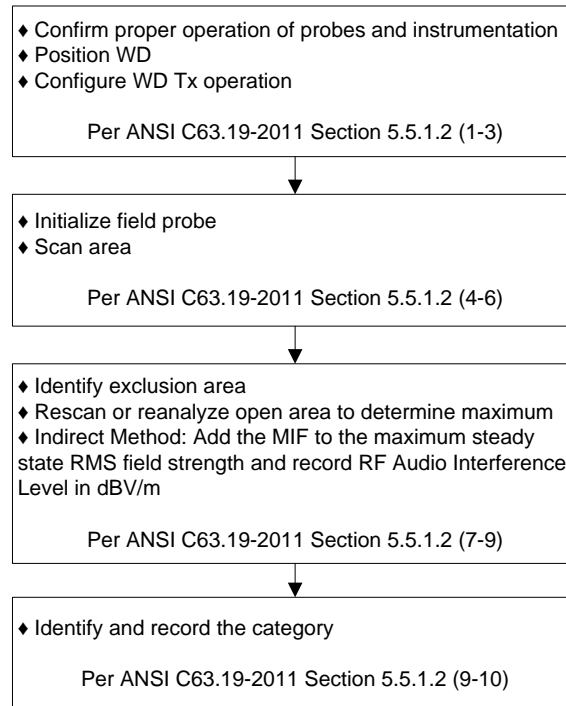 ♦ Confirm proper operation of probes and instrumentation
♦ Position WD
♦ Configure WD Tx operation
Per ANSI C63.19-2011 Section 5.5.1.2 (1-3)
♦ Initialize field probe
♦ Scan area
Per ANSI C63.19-2011 Section 5.5.1.2 (4-6)
♦ Identify exclusion area
♦ Rescan or reanalyze open area to determine maximum
♦ Indirect Method: Add the MIF to the maximum steady
state RMS field strength and record RF Audio Interference
Level in dBV/m
Per ANSI C63.19-2011 Section 5.5.1.2 (7-9)
♦ Identify and record the category
Per ANSI C63.19-2011 Section 5.5.1.2 (9-10)